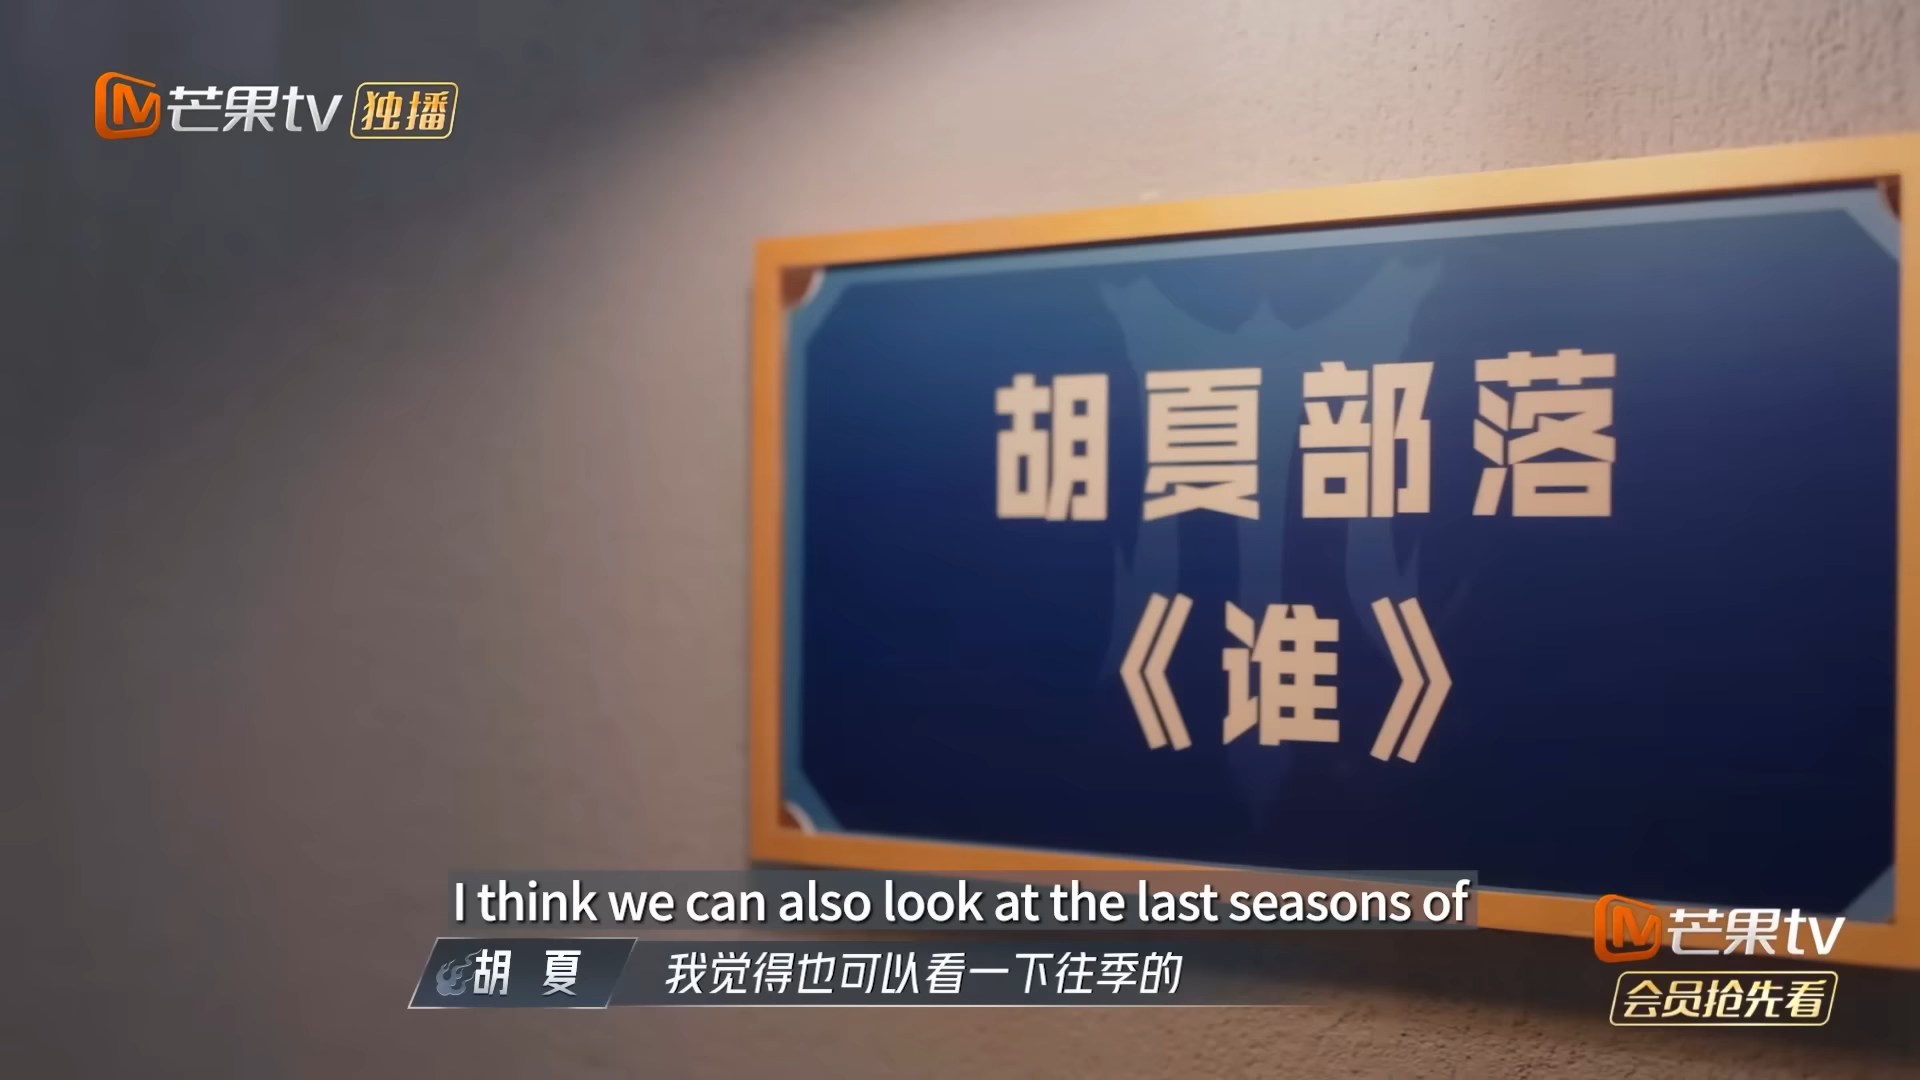 芒果tv 独播
胡夏部落
《谁》
I think we can also look at the last seasons of
胡夏 我觉得也可以看一下往季的
芒果tv
会员抢先看